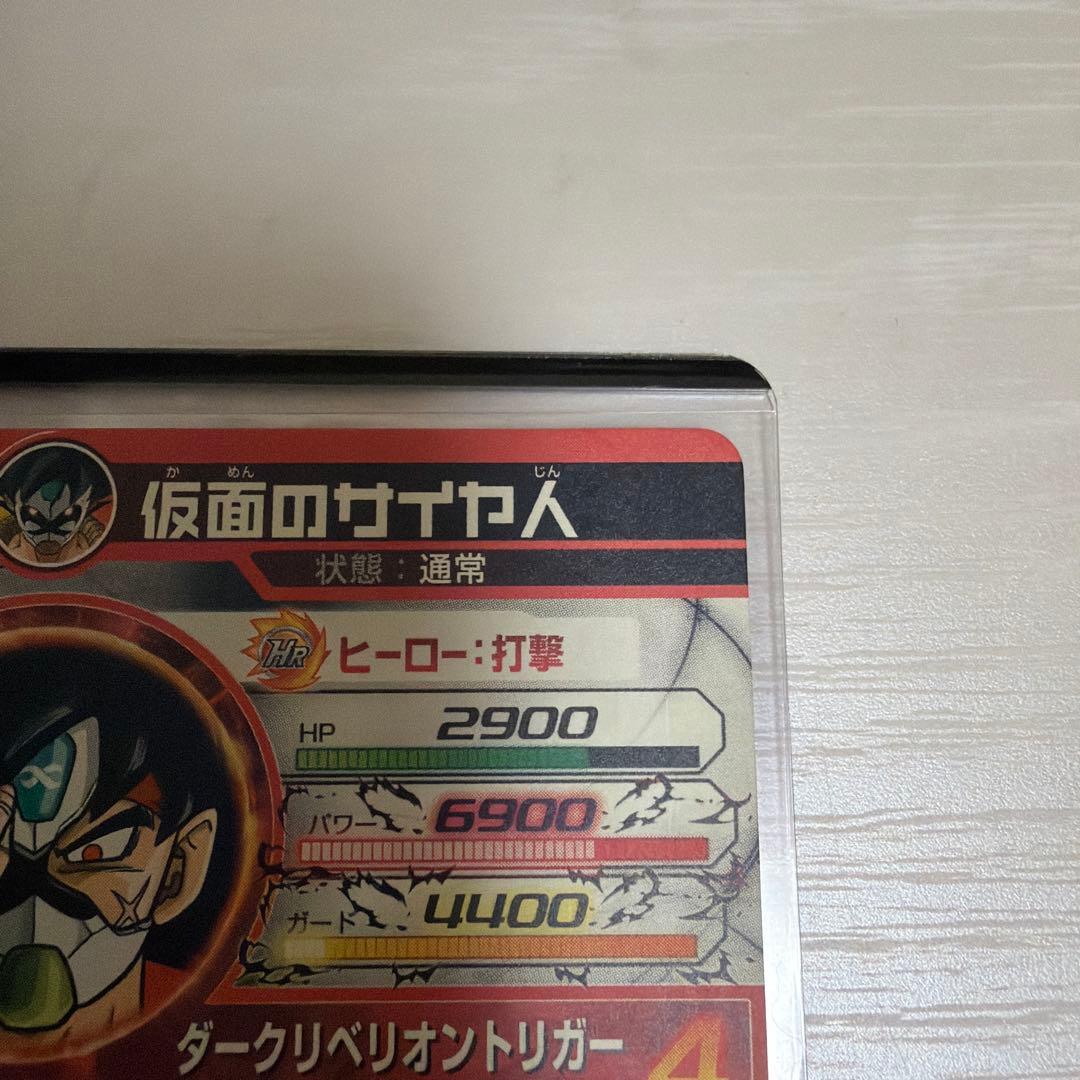 か めん じん
仮面のサイヤ人
状態：通常
HR ヒーロー：打撃
HP 2900
パワー 6900
ガード 4400
ダークリベリオントリガー 4